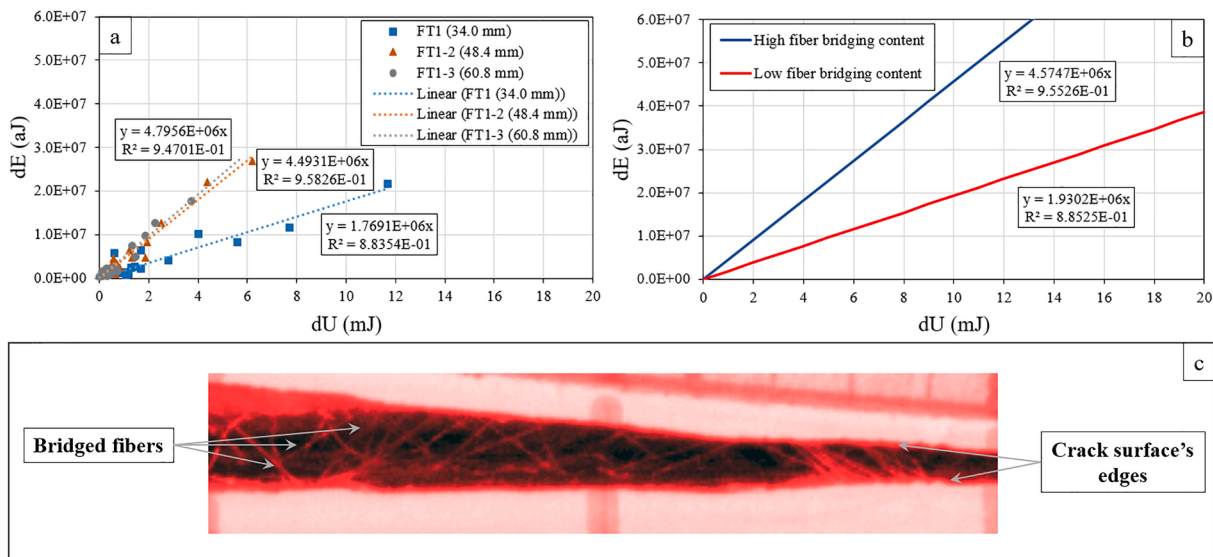 a
6.0E+07
5.0E+07
4.0E+07
3.0E+07
2.0E+07
1.0E+07
0.0E+00
dE (aJ)
FT1 (34.0 mm)
FT1-2 (48.4 mm)
FT1-3 (60.8 mm)
Linear (FT1 (34.0 mm))
Linear (FT1-2 (48.4 mm))
Linear (FT1-3 (60.8 mm))
y = 4.7956E+06x
R² = 9.4701E-01
y = 4.4931E+06x
R² = 9.5826E-01
y = 1.7691E+06x
R² = 8.8354E-01
0 2 4 6 8 10 12 14 16 18 20
dU (mJ)
b
6.0E+07
5.0E+07
4.0E+07
3.0E+07
2.0E+07
1.0E+07
0.0E+00
dE (aJ)
High fiber bridging content
Low fiber bridging content
y = 4.5747E+06x
R² = 9.5526E-01
y = 1.9302E+06x
R² = 8.8525E-01
0 2 4 6 8 10 12 14 16 18 20
dU (mJ)
c
Bridged fibers
Crack surface's
edges